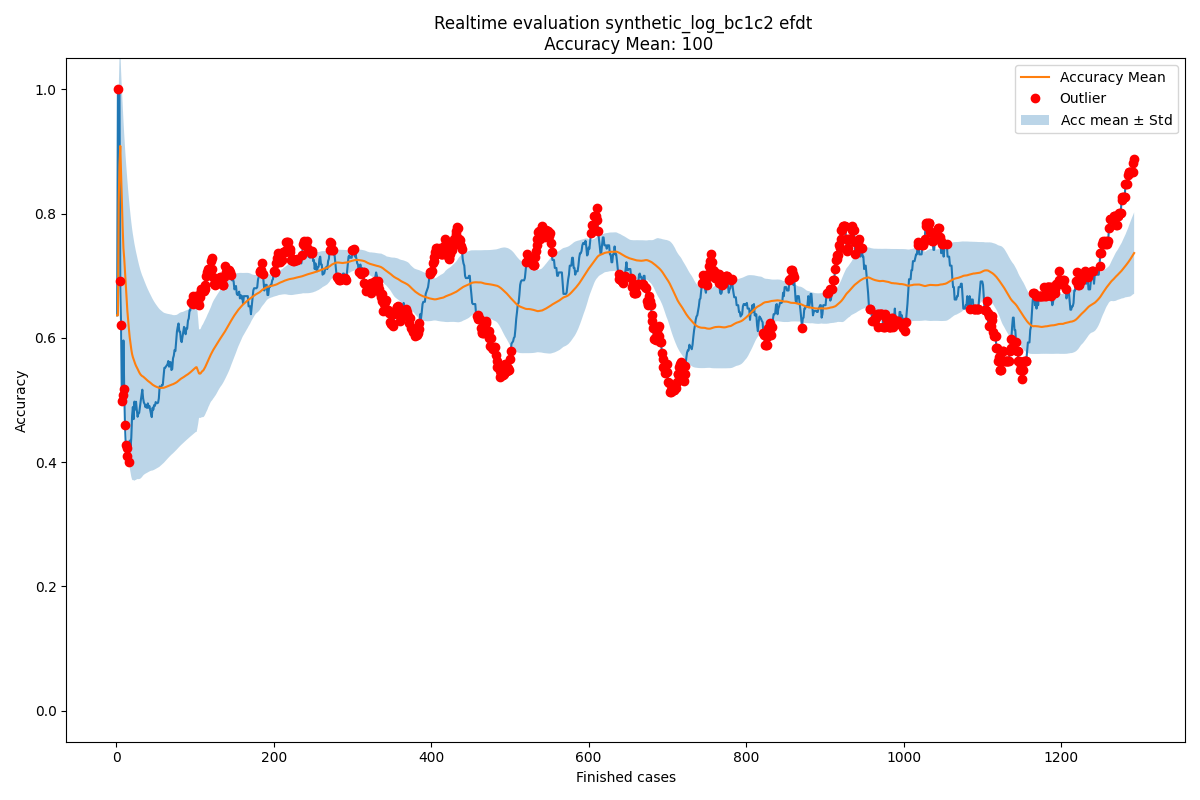 Realtime evaluation synthetic_log_bc1c2 efdt
Accuracy Mean: 100
Accuracy Mean
Outlier
Acc mean ± Std
Accuracy
1.0
0.8
0.6
0.4
0.2
0.0
0 200 400 600 800 1000 1200
Finished cases